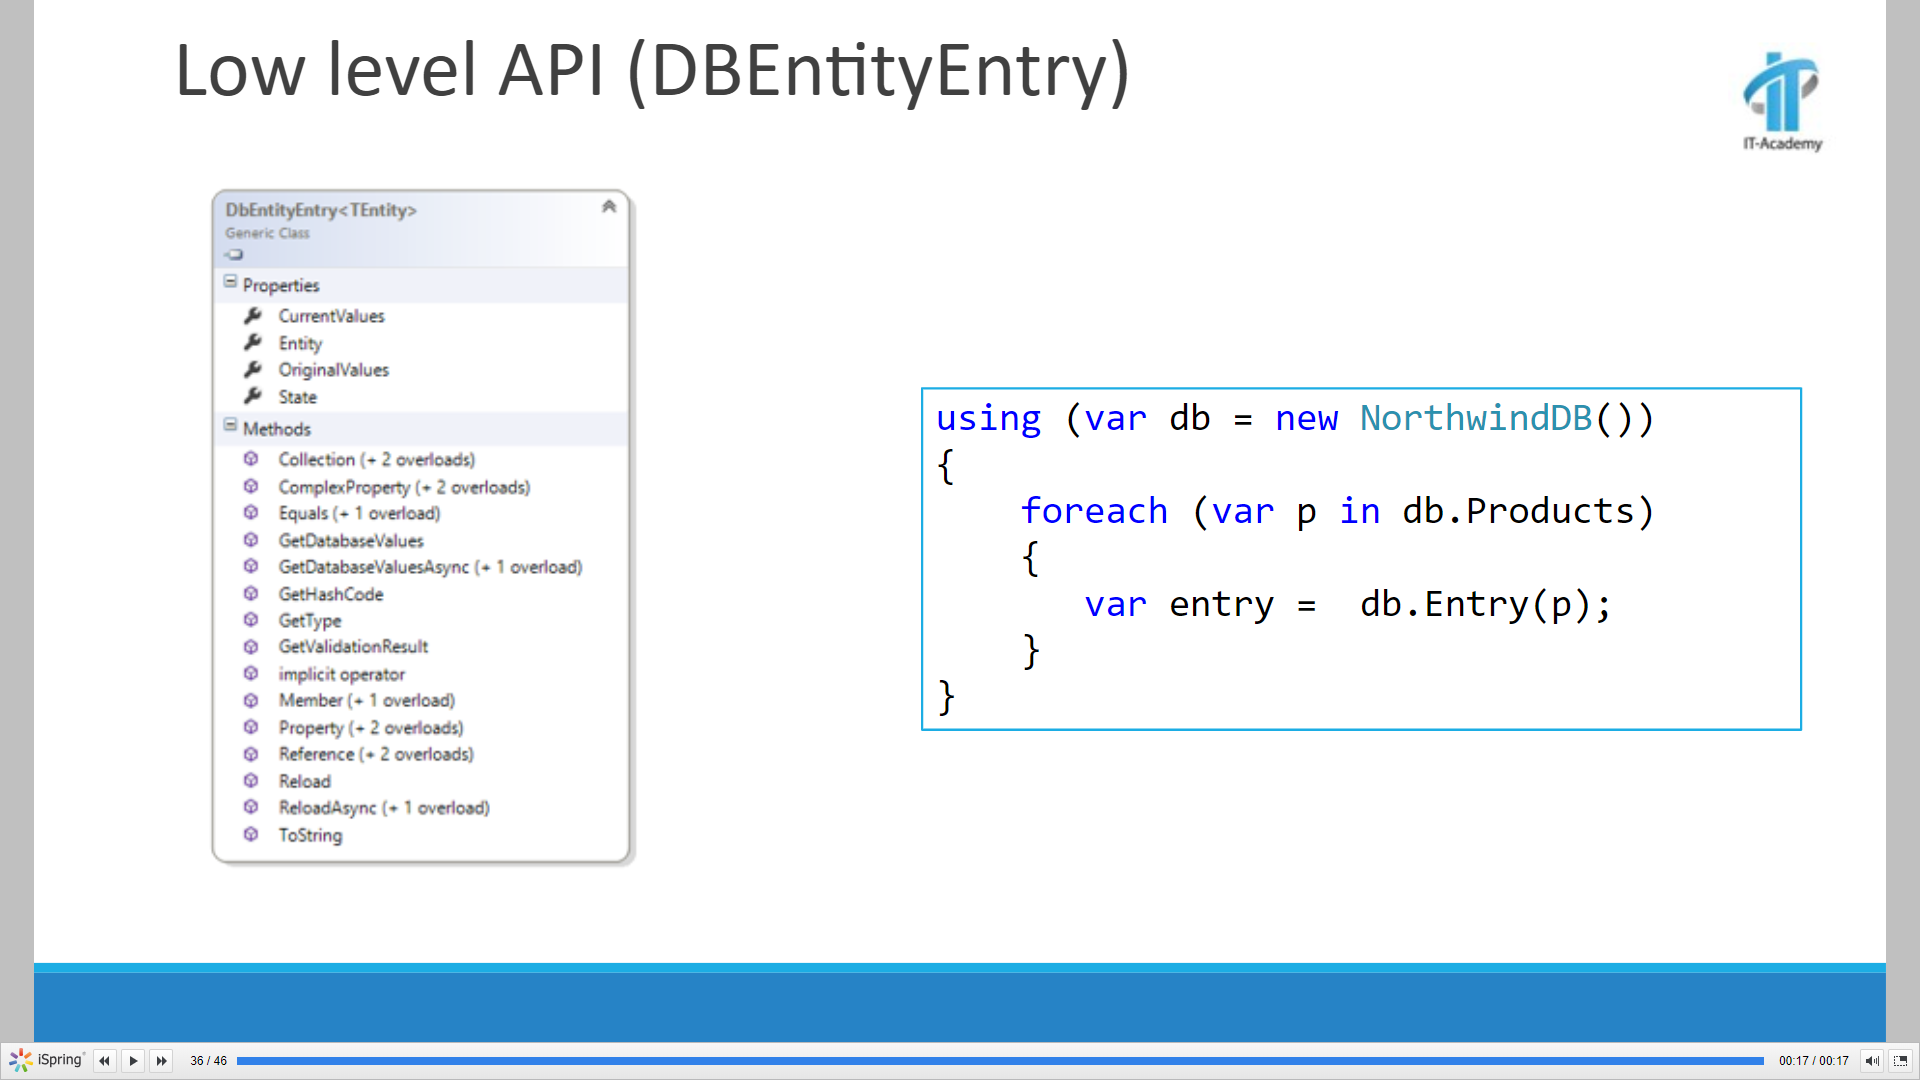 Low level API (DBEntityEntry)
IT-Academy
DbEntityEntry<TEntity>
Generic Class
Properties
CurrentValues
Entity
OriginalValues
State
Methods
Collection (+ 2 overloads)
ComplexProperty (+ 2 overloads)
Equals (+ 1 overload)
GetDatabaseValues
GetDatabaseValuesAsync (+ 1 overload)
GetHashCode
GetType
GetValidationResult
implicit operator
Member (+ 1 overload)
Property (+ 2 overloads)
Reference (+ 2 overloads)
Reload
ReloadAsync (+ 1 overload)
ToString
using (var db = new NorthwindDB())
{
    foreach (var p in db.Products)
    {
       var entry =  db.Entry(p);
    }
}
iSpring 36 / 46 00:17 / 00:17